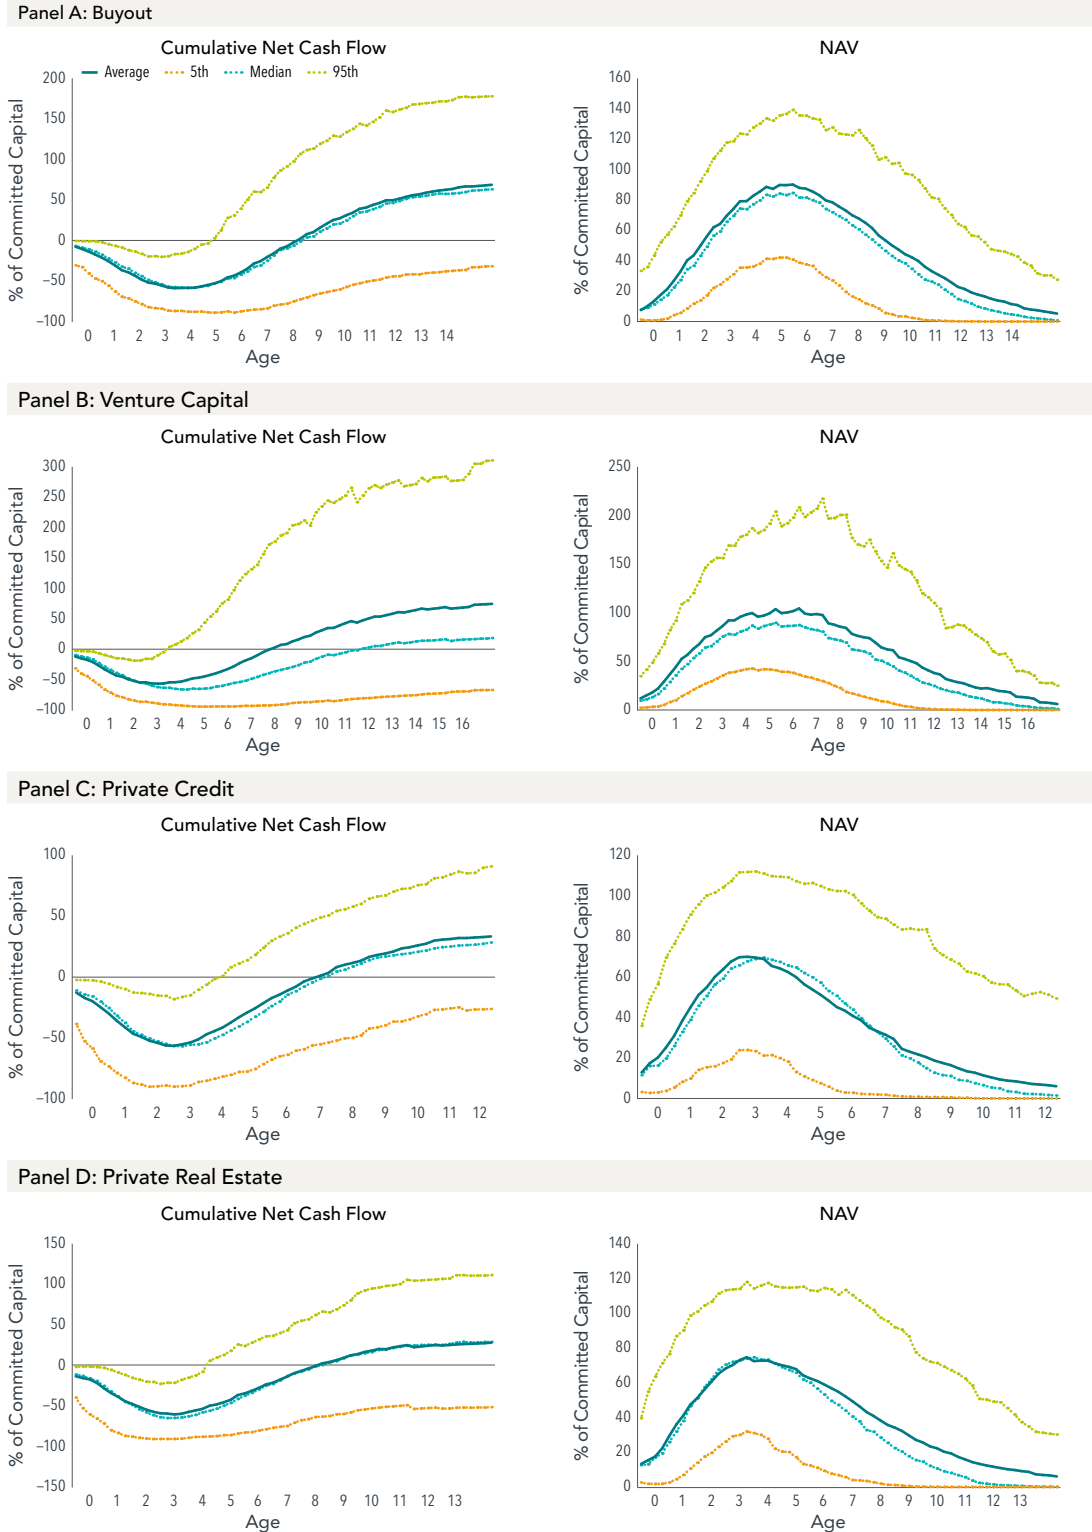 Panel A: Buyout
Cumulative Net Cash Flow
NAV
Average 5th Median 95th
% of Committed Capital
200
150
100
50
0
−50
−100
0 1 2 3 4 5 6 7 8 9 10 11 12 13 14
Age
% of Committed Capital
160
140
120
100
80
60
40
20
0
0 1 2 3 4 5 6 7 8 9 10 11 12 13 14
Age
Panel B: Venture Capital
Cumulative Net Cash Flow
NAV
% of Committed Capital
300
250
200
150
100
50
0
−50
−100
0 1 2 3 4 5 6 7 8 9 10 11 12 13 14 15 16
Age
% of Committed Capital
250
200
150
100
50
0
0 1 2 3 4 5 6 7 8 9 10 11 12 13 14 15 16
Age
Panel C: Private Credit
Cumulative Net Cash Flow
NAV
% of Committed Capital
100
50
0
−50
−100
0 1 2 3 4 5 6 7 8 9 10 11 12
Age
% of Committed Capital
120
100
80
60
40
20
0
0 1 2 3 4 5 6 7 8 9 10 11 12
Age
Panel D: Private Real Estate
Cumulative Net Cash Flow
NAV
% of Committed Capital
150
100
50
0
−50
−100
−150
0 1 2 3 4 5 6 7 8 9 10 11 12 13
Age
% of Committed Capital
140
120
100
80
60
40
20
0
0 1 2 3 4 5 6 7 8 9 10 11 12 13
Age